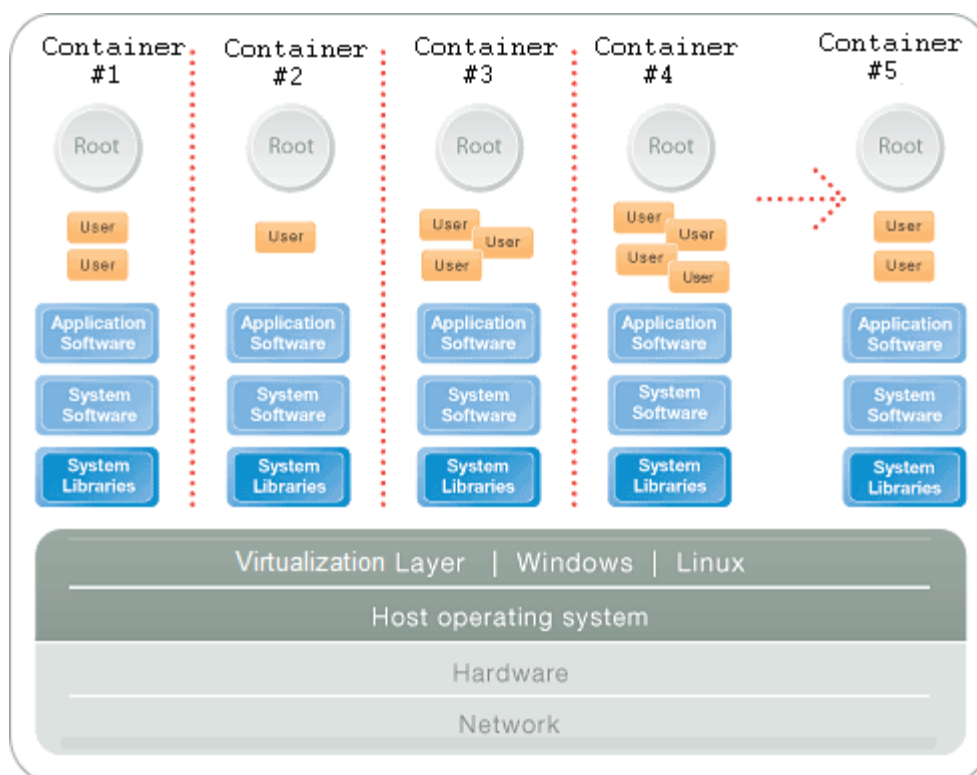 Container #1
Container #2
Container #3
Container #4
Container #5
Root
Root
Root
Root
Root
User
User
User
User
User
User
User
User
User
User
User
User
Application Software
Application Software
Application Software
Application Software
Application Software
System Software
System Software
System Software
System Software
System Software
System Libraries
System Libraries
System Libraries
System Libraries
System Libraries
Virtualization Layer | Windows | Linux
Host operating system
Hardware
Network